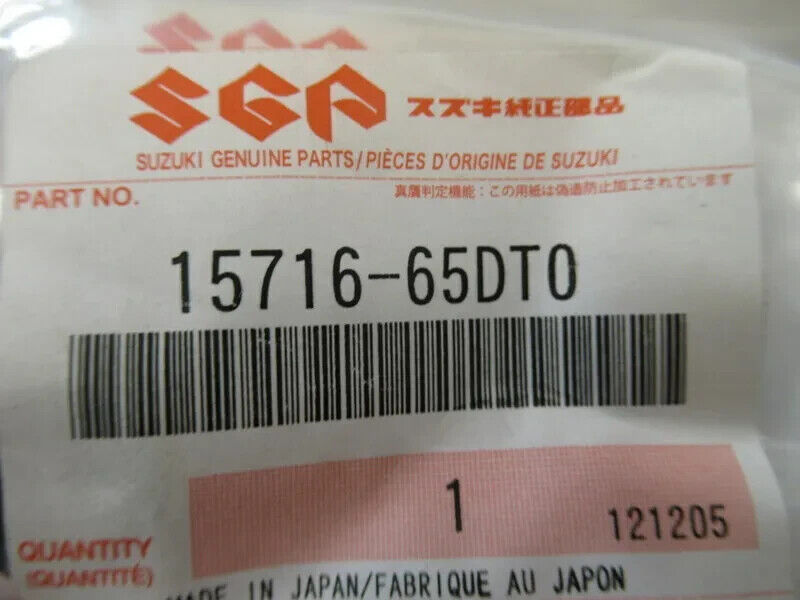 SGP スズキ純正部品
SUZUKI GENUINE PARTS/PIÈCES D'ORIGINE DE SUZUKI
PART NO.
真贋判定機能:この用紙は偽造防止加工されています
15716-65DT0
1
121205
QUANTITY
(QUANTITÉ)
MADE IN JAPAN/FABRIQUE AU JAPON